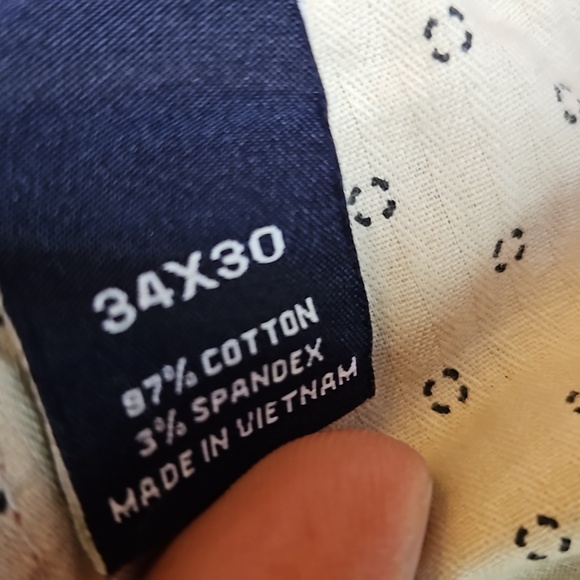 34X30
97% COTTON
3% SPANDEX
MADE IN VIETNAM